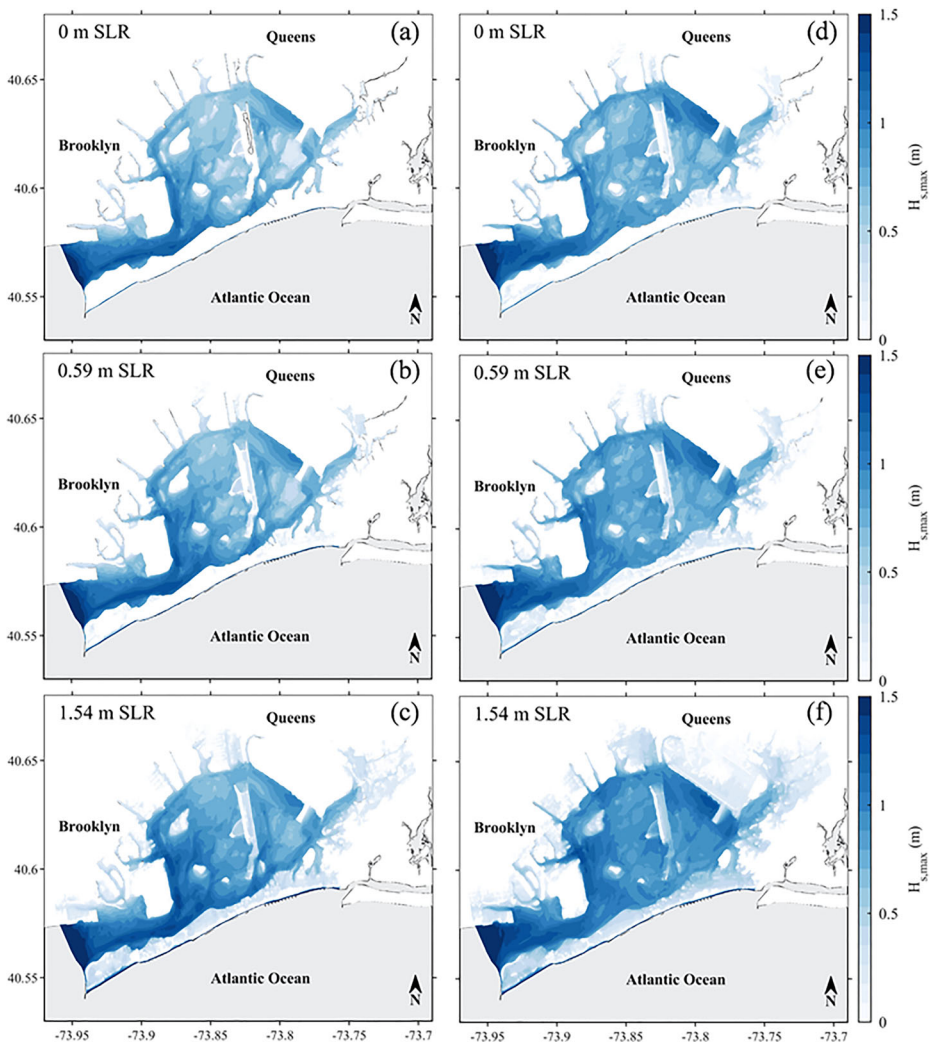 0 m SLR
Queens
(a)
40.65
Brooklyn
40.6
40.55
Atlantic Ocean
N
0 m SLR
Queens
(d)
Brooklyn
Atlantic Ocean
N
1.5
1
0.5
0
H_s,max (m)
0.59 m SLR
Queens
(b)
40.65
Brooklyn
40.6
40.55
Atlantic Ocean
N
0.59 m SLR
Queens
(e)
Brooklyn
Atlantic Ocean
N
1.5
1
0.5
0
H_s,max (m)
1.54 m SLR
Queens
(c)
40.65
Brooklyn
40.6
40.55
Atlantic Ocean
N
-73.95 -73.9 -73.85 -73.8 -73.75 -73.7
1.54 m SLR
Queens
(f)
Brooklyn
Atlantic Ocean
N
-73.95 -73.9 -73.85 -73.8 -73.75 -73.7
1.5
1
0.5
0
H_s,max (m)